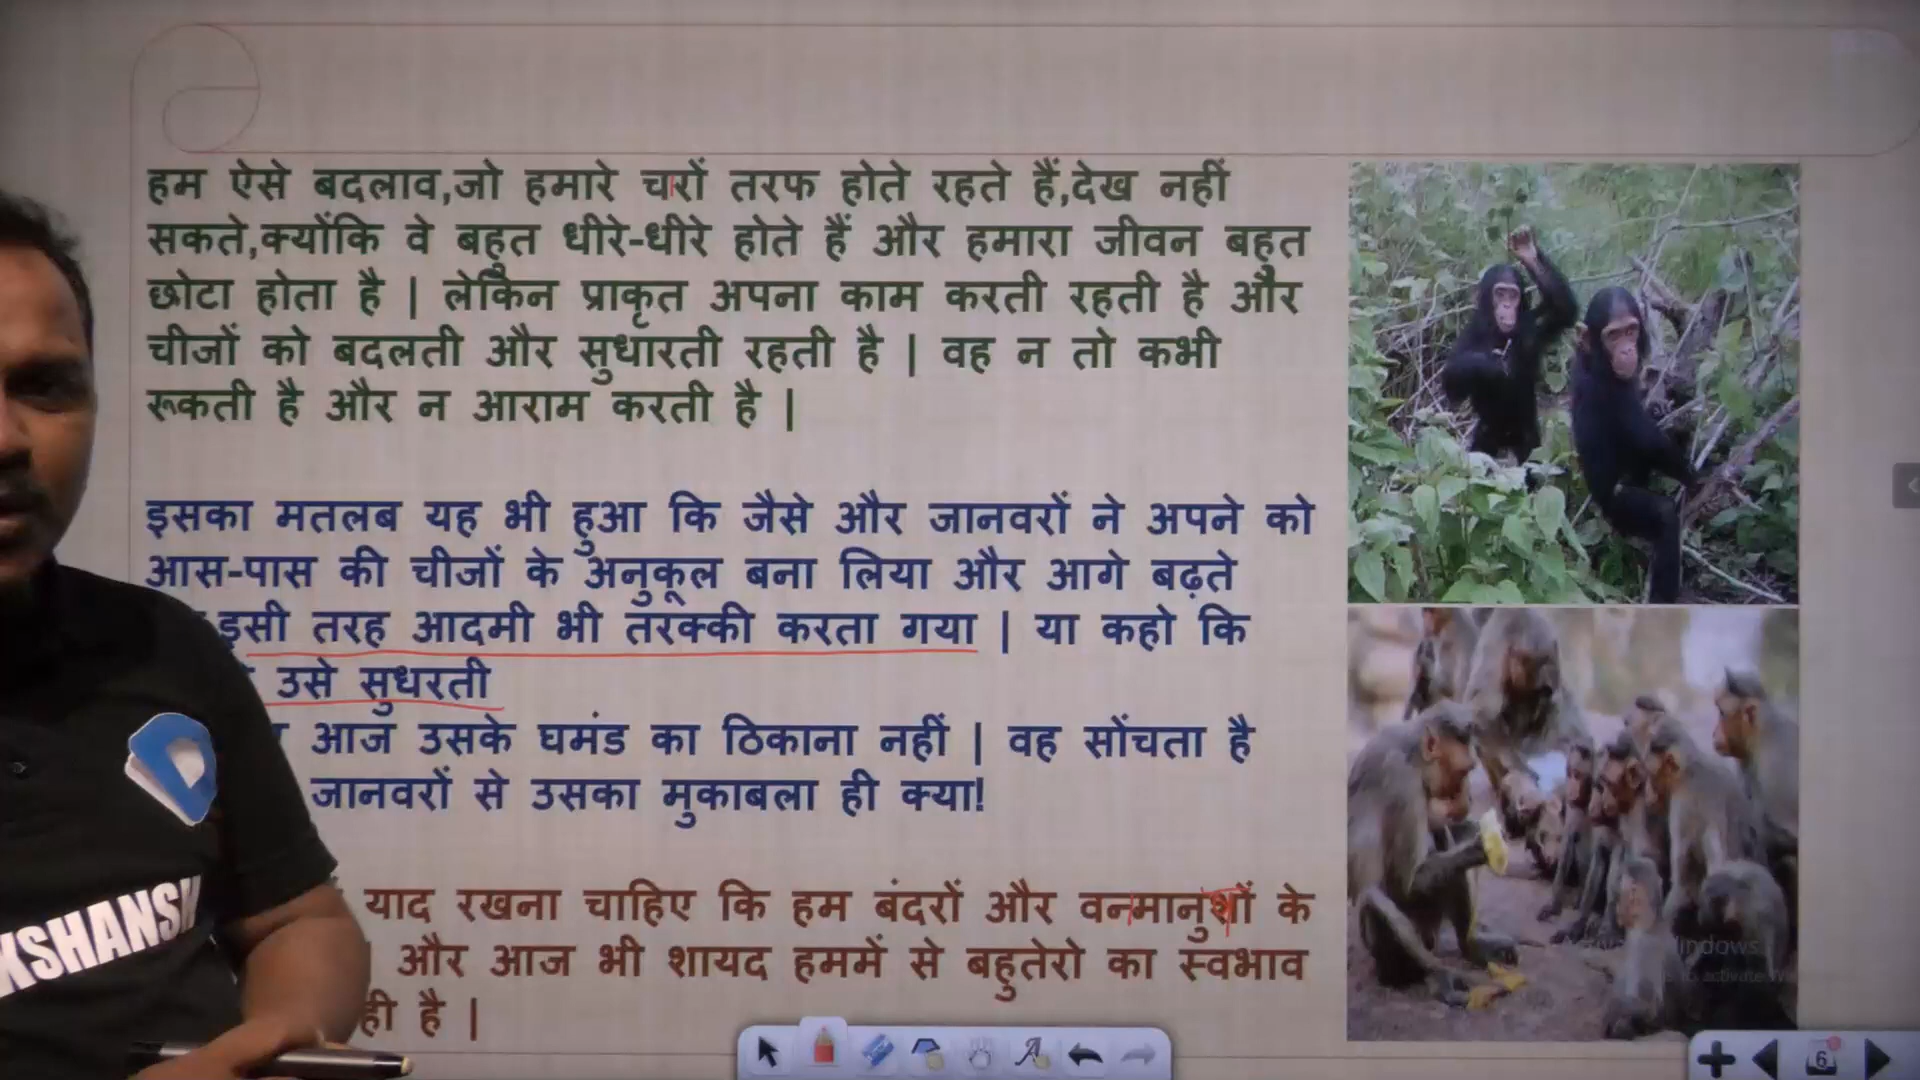 हम ऐसे बदलाव,जो हमारे चरों तरफ होते रहते हैं,देख नहीं
सकते,क्योंकि वे बहुत धीरे-धीरे होते हैं और हमारा जीवन बहुत
छोटा होता है | लेकिन प्राकृत अपना काम करती रहती है और
चीजों को बदलती और सुधारती रहती है | वह न तो कभी
रूकती है और न आराम करती है |
इसका मतलब यह भी हुआ कि जैसे और जानवरों ने अपने को
आस-पास की चीजों के अनुकूल बना लिया और आगे बढ़ते
इसी तरह आदमी भी तरक्की करता गया | या कहो कि
उसे सुधरती
आज उसके घमंड का ठिकाना नहीं | वह सोंचता है
जानवरों से उसका मुकाबला ही क्या!
याद रखना चाहिए कि हम बंदरों और वन्मानुशों के
और आज भी शायद हममें से बहुतेरो का स्वभाव
ही है |
KSHANSH
6